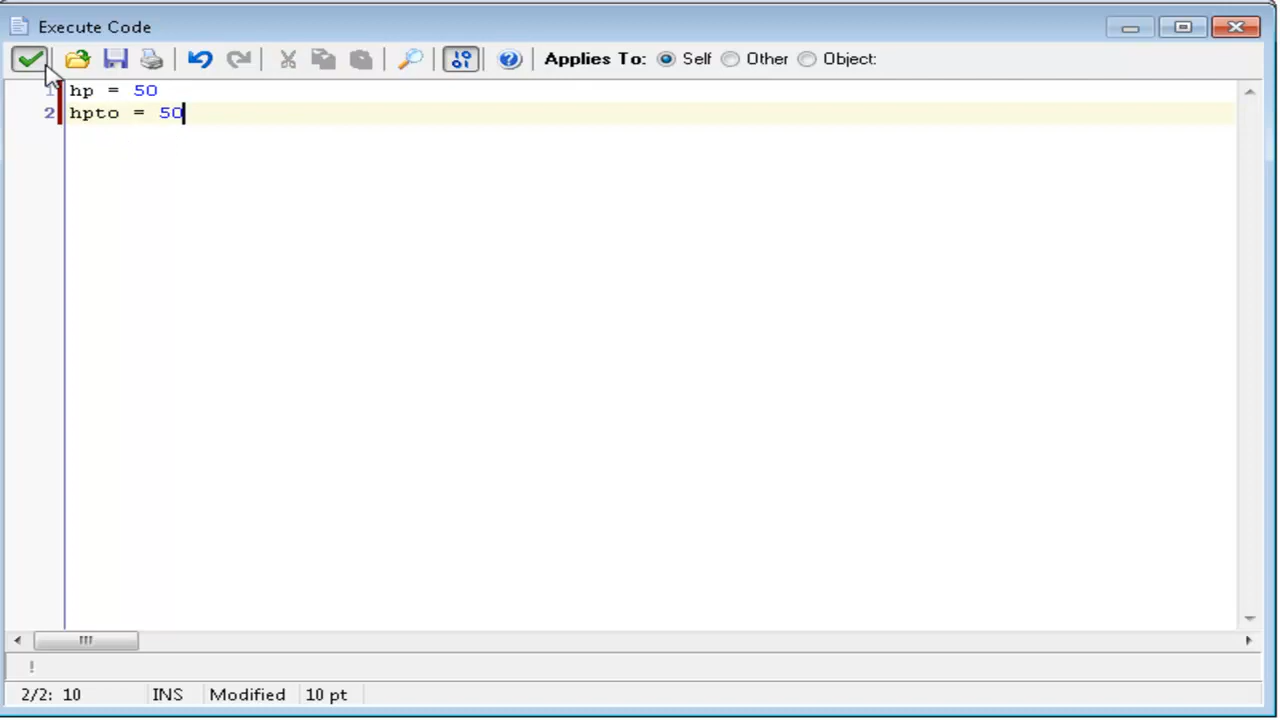 Execute Code
Applies To: Self Other Object:
1 hp = 50
2 hpto = 50
!
2/2: 10 INS Modified 10 pt